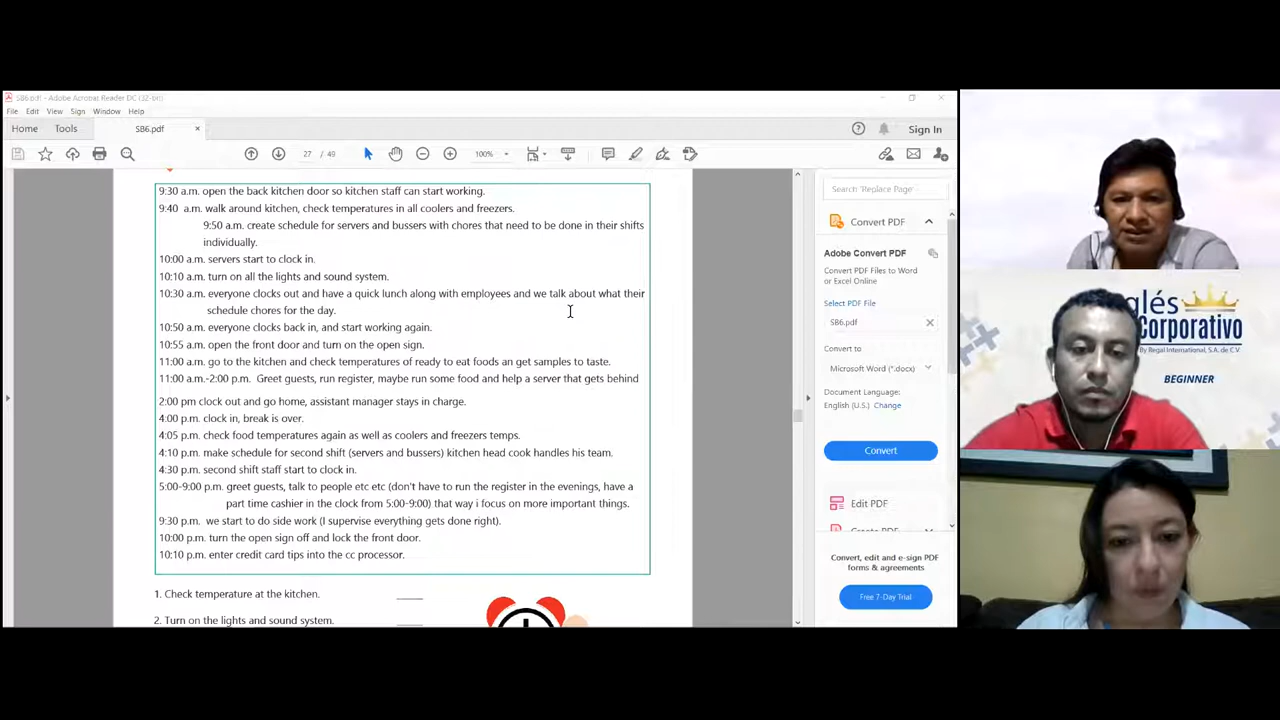 SB6.pdf - Adobe Acrobat Reader DC (32-bit)
File Edit View Sign Window Help
Home Tools SB6.pdf × Sign In
27 / 49 100%
9:30 a.m. open the back kitchen door so kitchen staff can start working.
9:40 a.m. walk around kitchen, check temperatures in all coolers and freezers.
9:50 a.m. create schedule for servers and bussers with chores that need to be done in their shifts
individually.
10:00 a.m. servers start to clock in.
10:10 a.m. turn on all the lights and sound system.
10:30 a.m. everyone clocks out and have a quick lunch along with employees and we talk about what their
schedule chores for the day.
10:50 a.m. everyone clocks back in, and start working again.
10:55 a.m. open the front door and turn on the open sign.
11:00 a.m. go to the kitchen and check temperatures of ready to eat foods an get samples to taste.
11:00 a.m.-2:00 p.m. Greet guests, run register, maybe run some food and help a server that gets behind
2:00 pm clock out and go home, assistant manager stays in charge.
4:00 p.m. clock in, break is over.
4:05 p.m. check food temperatures again as well as coolers and freezers temps.
4:10 p.m. make schedule for second shift (servers and bussers) kitchen head cook handles his team.
4:30 p.m. second shift staff start to clock in.
5:00-9:00 p.m. greet guests, talk to people etc etc (don't have to run the register in the evenings, have a
part time cashier in the clock from 5:00-9:00) that way i focus on more important things.
9:30 p.m. we start to do side work (I supervise everything gets done right).
10:00 p.m. turn the open sign off and lock the front door.
10:10 p.m. enter credit card tips into the cc processor.
1. Check temperature at the kitchen. ____
2. Turn on the lights and sound system. ____
Search 'Replace Page'
Convert PDF
Adobe Convert PDF
Convert PDF Files to Word
or Excel Online
Select PDF File
SB6.pdf ×
Convert to
Microsoft Word (*.docx)
Document Language:
English (U.S.) Change
Convert
Edit PDF
Create PDF
Convert, edit and e-sign PDF
forms & agreements
Free 7-Day Trial
glés
Corporativo
By Regal International, S.A. de C.V.
BEGINNER